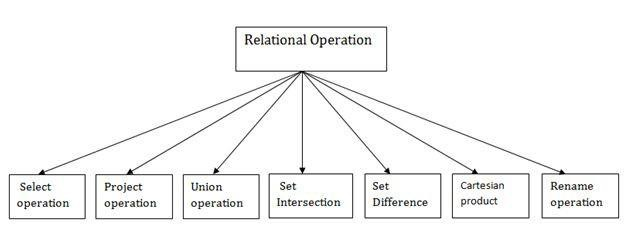 Relational Operation
Select
operation
Project
operation
Union
operation
Set
Intersection
Set
Difference
Cartesian
product
Rename
operation